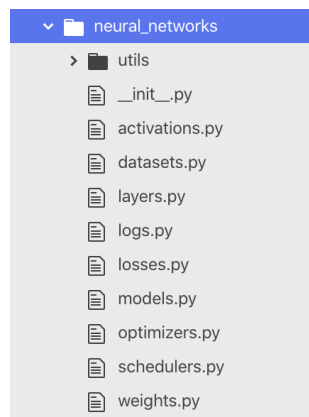 neural_networks
utils
__init__.py
activations.py
datasets.py
layers.py
logs.py
losses.py
models.py
optimizers.py
schedulers.py
weights.py